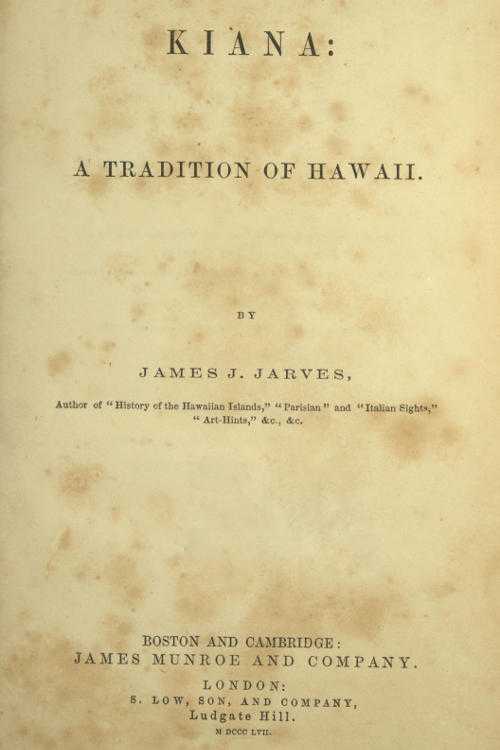 KIANA:
A TRADITION OF HAWAII.
BY
JAMES J. JARVES,
Author of "History of the Hawaiian Islands," "Parisian" and "Italian Sights,"
"Art-Hints," &c., &c.
BOSTON AND CAMBRIDGE:
JAMES MUNROE AND COMPANY.
LONDON:
S. LOW, SON, AND COMPANY,
Ludgate Hill.
M DCCC LVII.